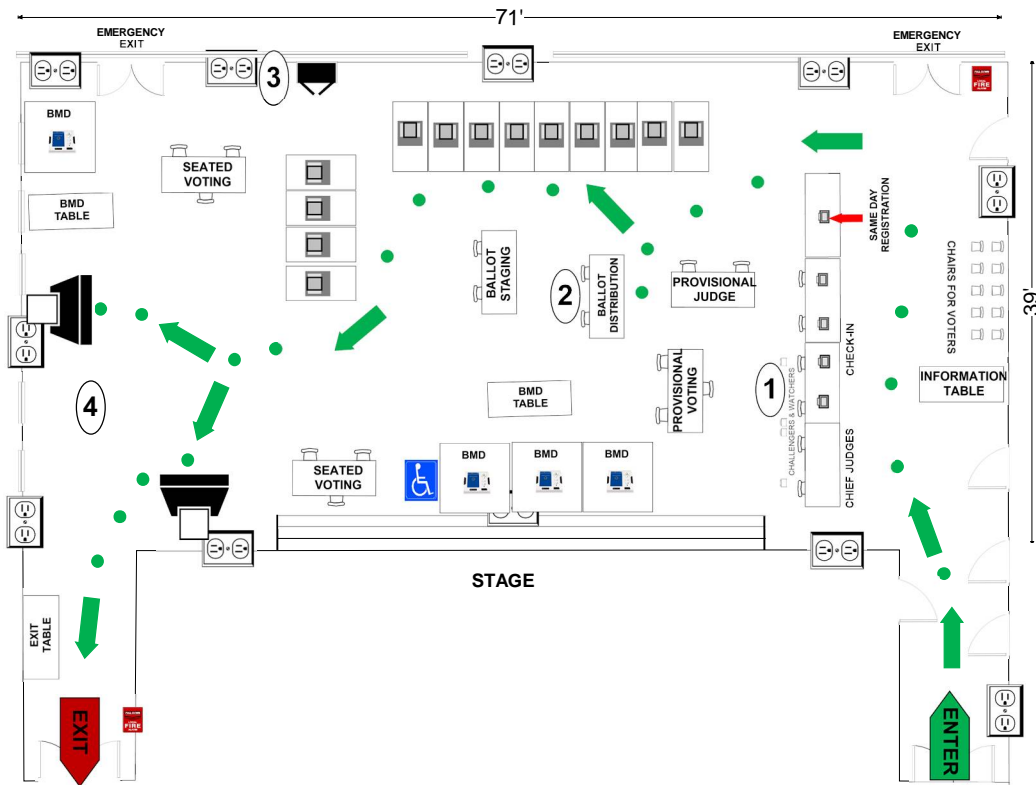 71'
EMERGENCY
EXIT
EMERGENCY
EXIT
3
FIRE
BMD
SEATED
VOTING
BMD
TABLE
SAME DAY
REGISTRATION
BALLOT
STAGING
2
BALLOT
DISTRIBUTION
PROVISIONAL
JUDGE
CHAIRS FOR VOTERS
39'
PROVISIONAL
VOTING
1
CHALLENGERS & WATCHERS
CHECK-IN
INFORMATION
TABLE
4
BMD
TABLE
SEATED
VOTING
BMD
BMD
BMD
CHIEF JUDGES
STAGE
EXIT
TABLE
EXIT
FIRE
ENTER